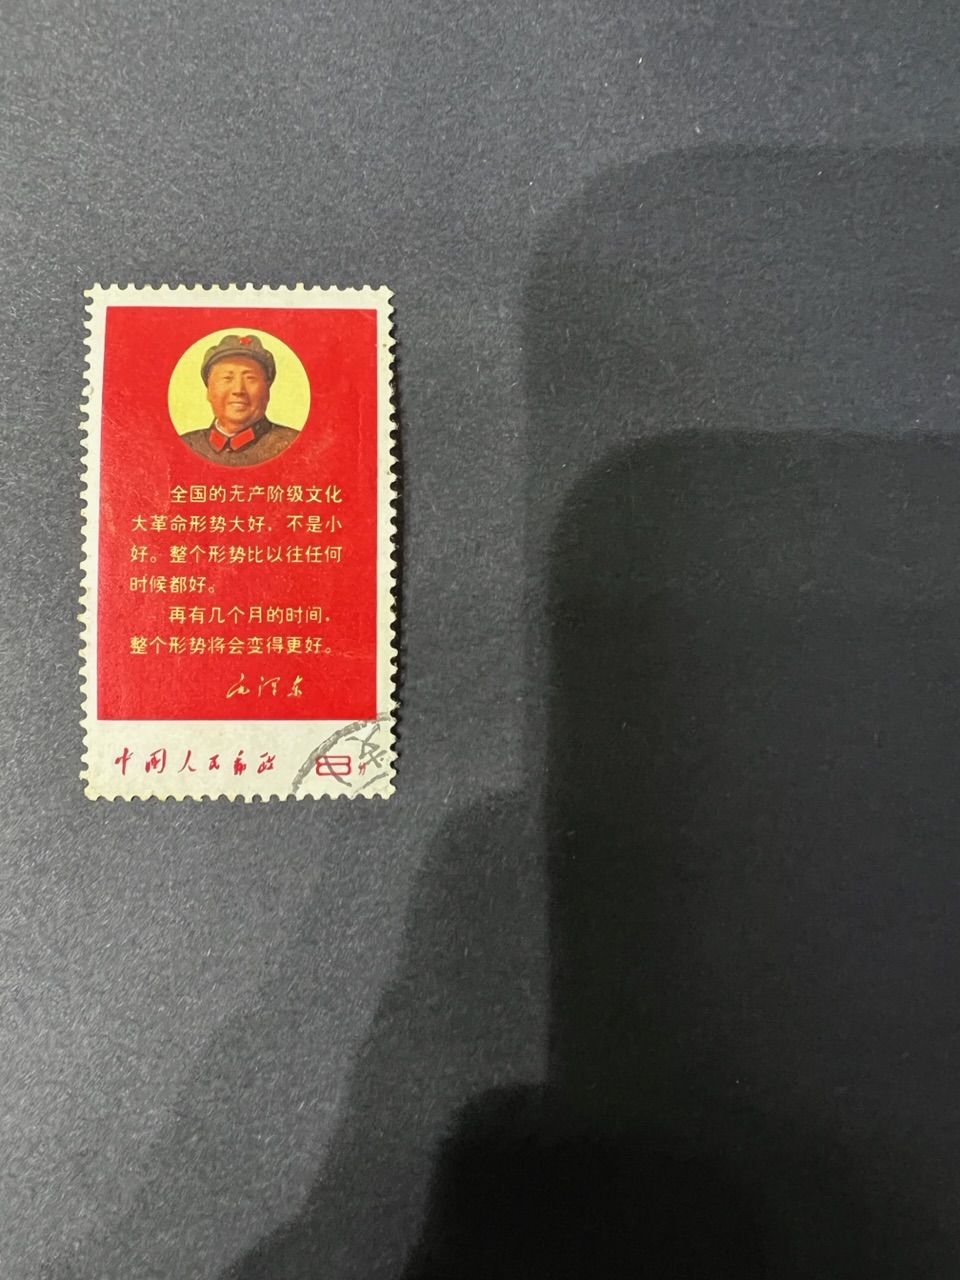 全国的无产阶级文化
大革命形势大好，不是小
好。整个形势比以往任何
时候都好。
再有几个月的时间，
整个形势将会变得更好。
毛泽东
中国人民邮政
8分